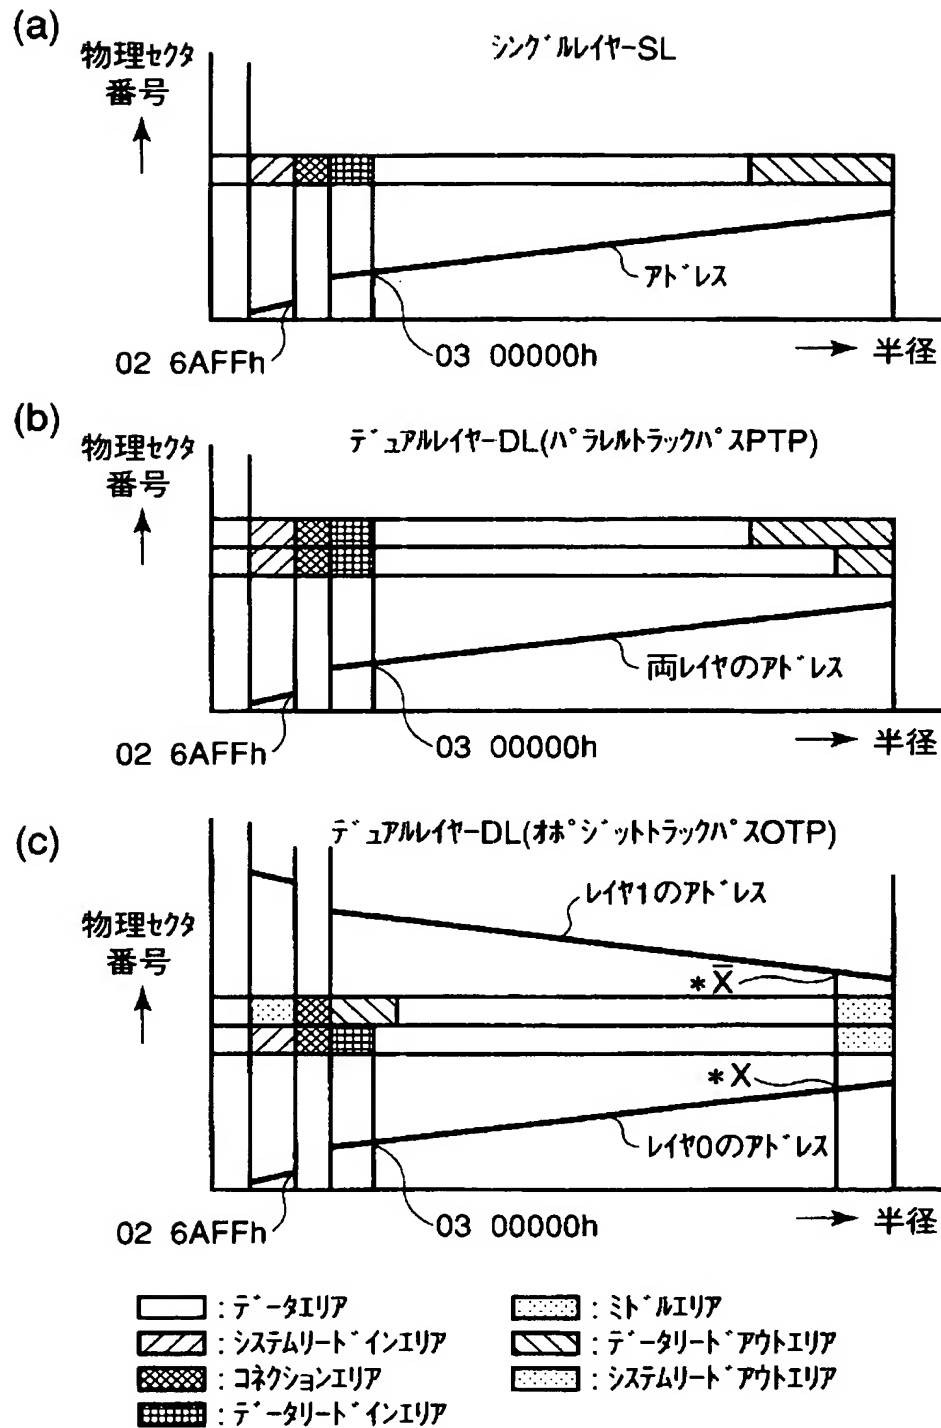 (a)
シングルレイヤーSL
物理セクタ
番号
アドレス
02 6AFFh
03 00000h
半径
(b)
デュアルレイヤーDL(パラレルトラックパスPTP)
物理セクタ
番号
両レイヤのアドレス
02 6AFFh
03 00000h
半径
(c)
デュアルレイヤーDL(オポジットトラックパスOTP)
レイヤ1のアドレス
物理セクタ
番号
*X̄
*X
レイヤ0のアドレス
02 6AFFh
03 00000h
半径
:データエリア
:システムリードインエリア
:コネクションエリア
:データリードインエリア
:ミドルエリア
:データリードアウトエリア
:システムリードアウトエリア